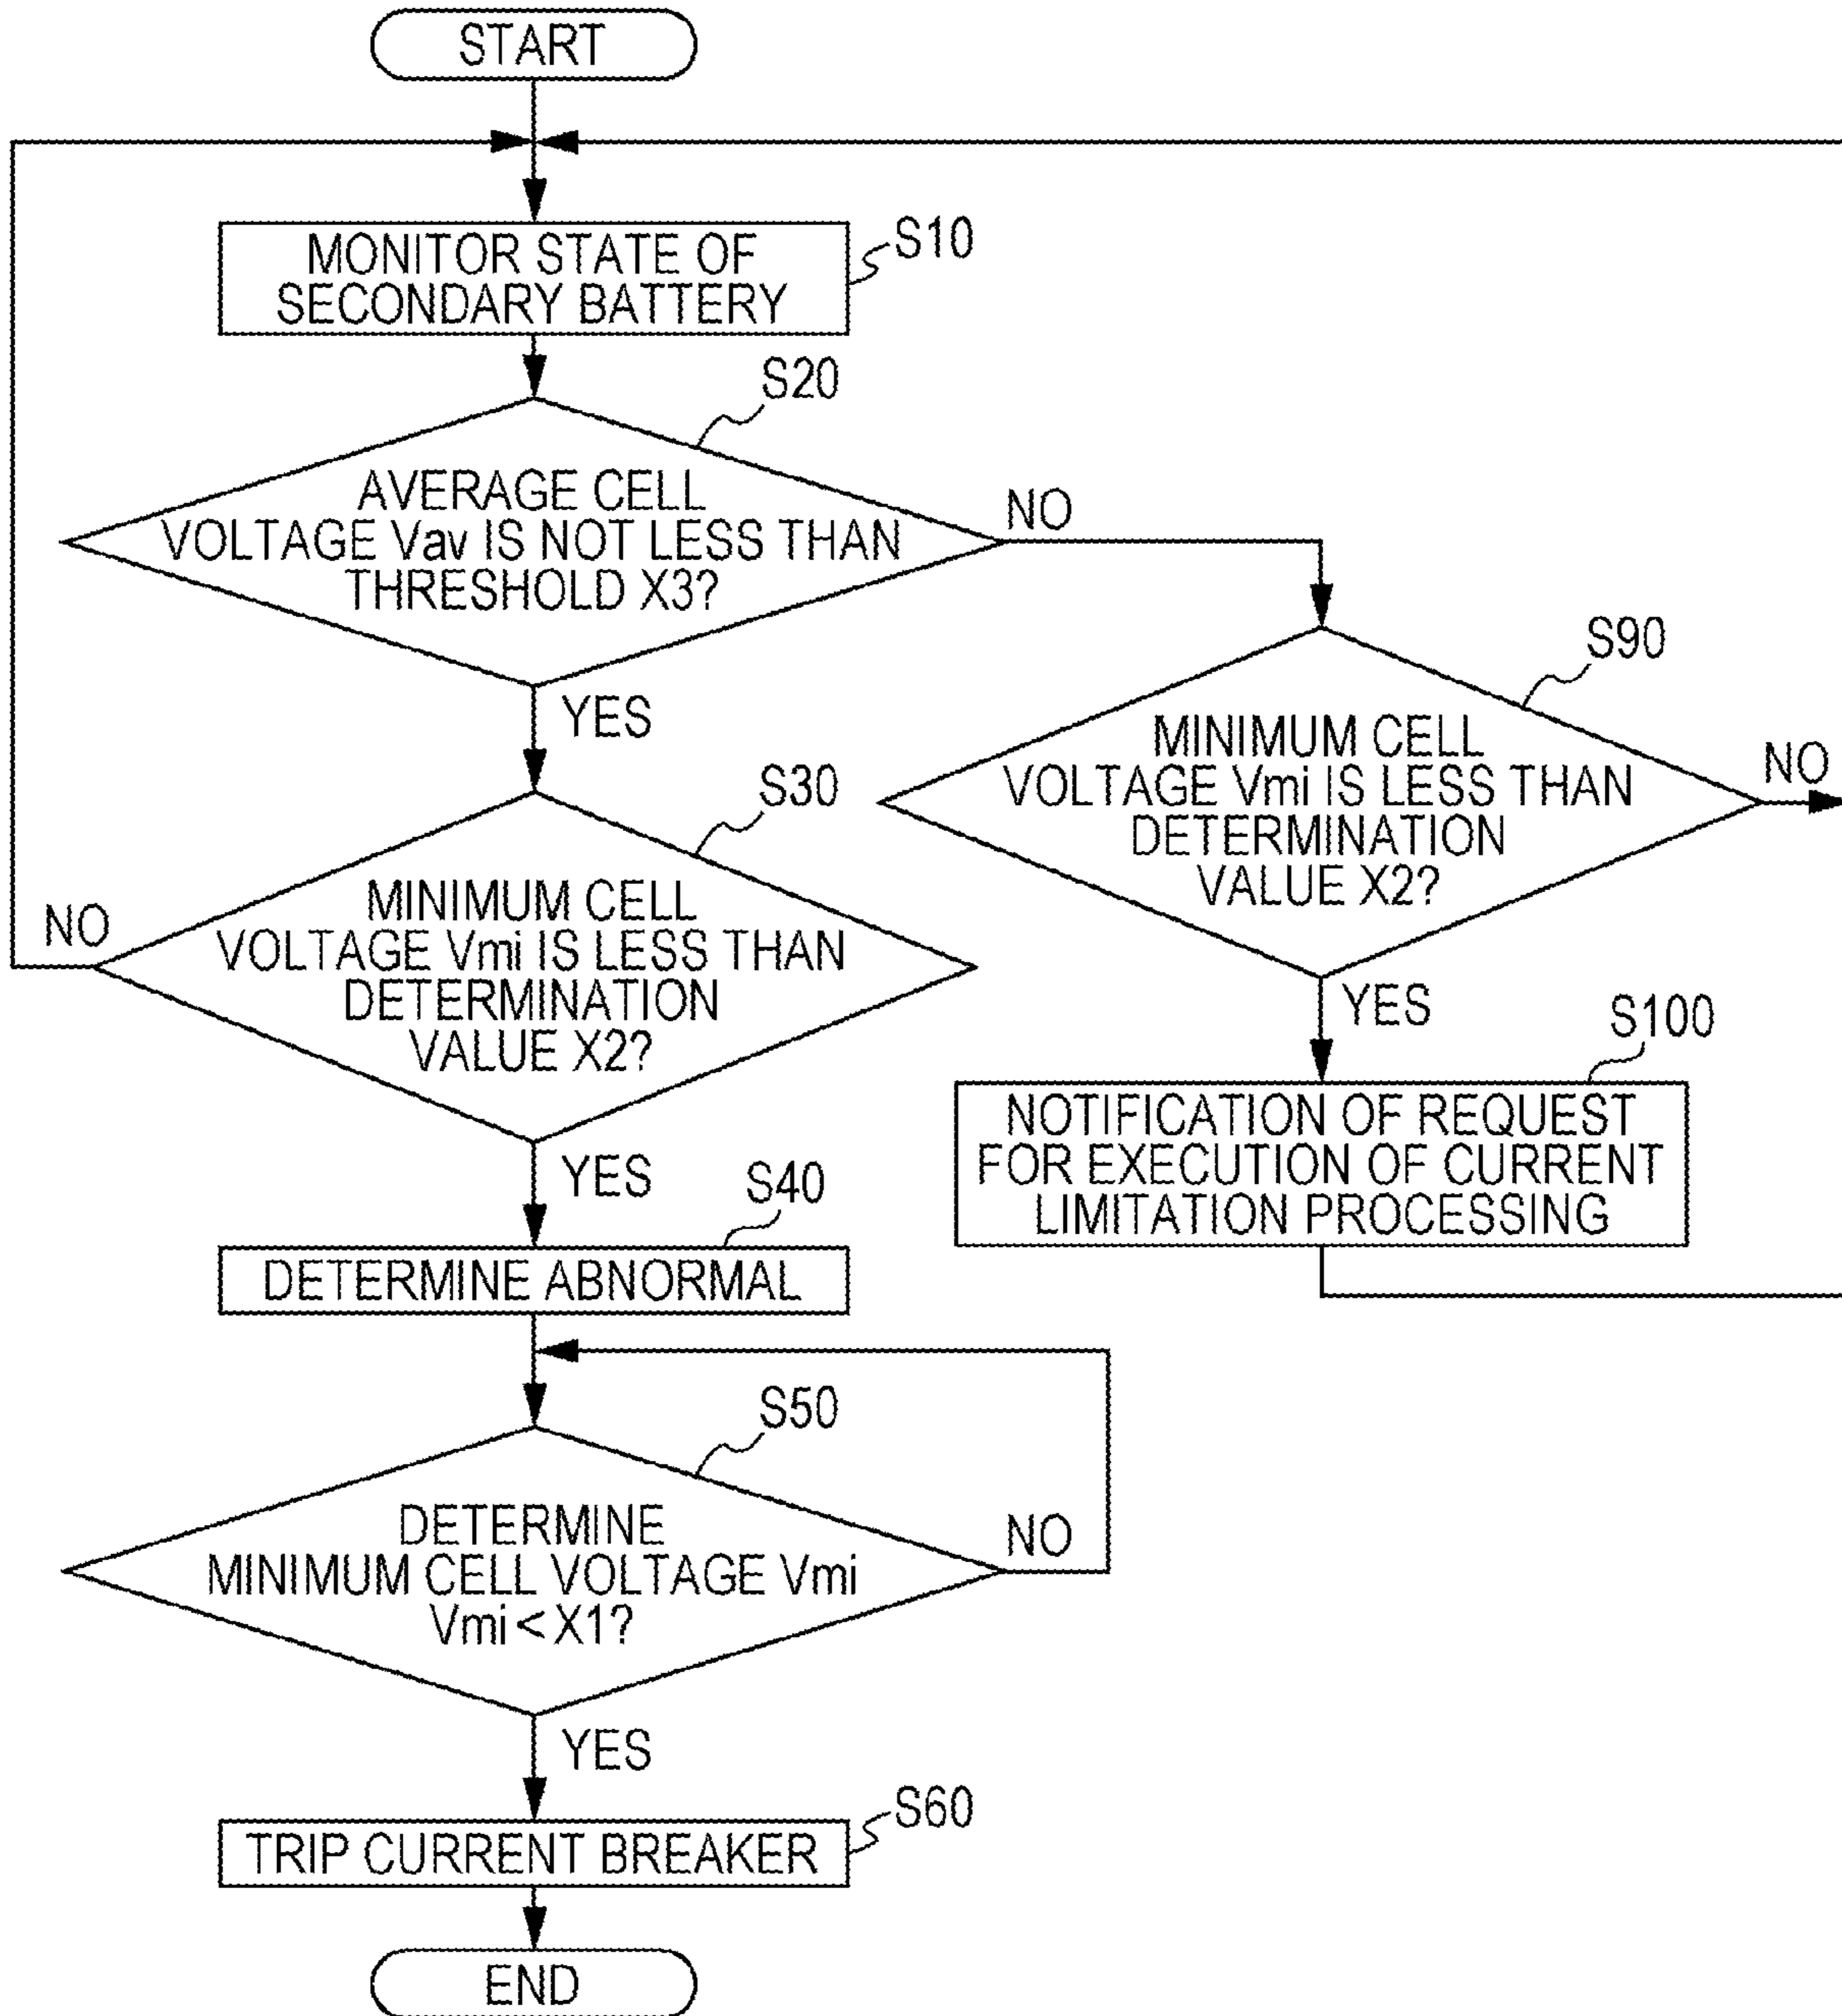 START
MONITOR STATE OF
SECONDARY BATTERY
S10
S20
AVERAGE CELL
VOLTAGE Vav IS NOT LESS THAN
THRESHOLD X3?
NO
YES
S90
MINIMUM CELL
VOLTAGE Vmi IS LESS THAN
DETERMINATION
VALUE X2?
NO
YES
S30
MINIMUM CELL
VOLTAGE Vmi IS LESS THAN
DETERMINATION
VALUE X2?
NO
YES
S100
NOTIFICATION OF REQUEST
FOR EXECUTION OF CURRENT
LIMITATION PROCESSING
S40
DETERMINE ABNORMAL
S50
DETERMINE
MINIMUM CELL VOLTAGE Vmi
Vmi < X1?
NO
YES
S60
TRIP CURRENT BREAKER
END